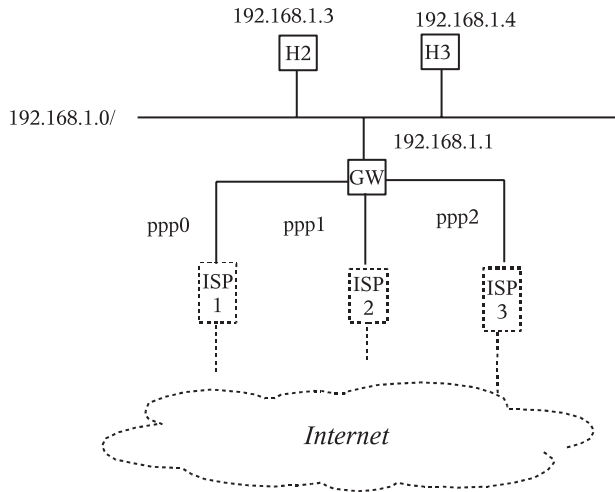 192.168.1.3
192.168.1.4
H2
H3
192.168.1.0/
192.168.1.1
GW
ppp0
ppp1
ppp2
ISP
1
ISP
2
ISP
3
Internet